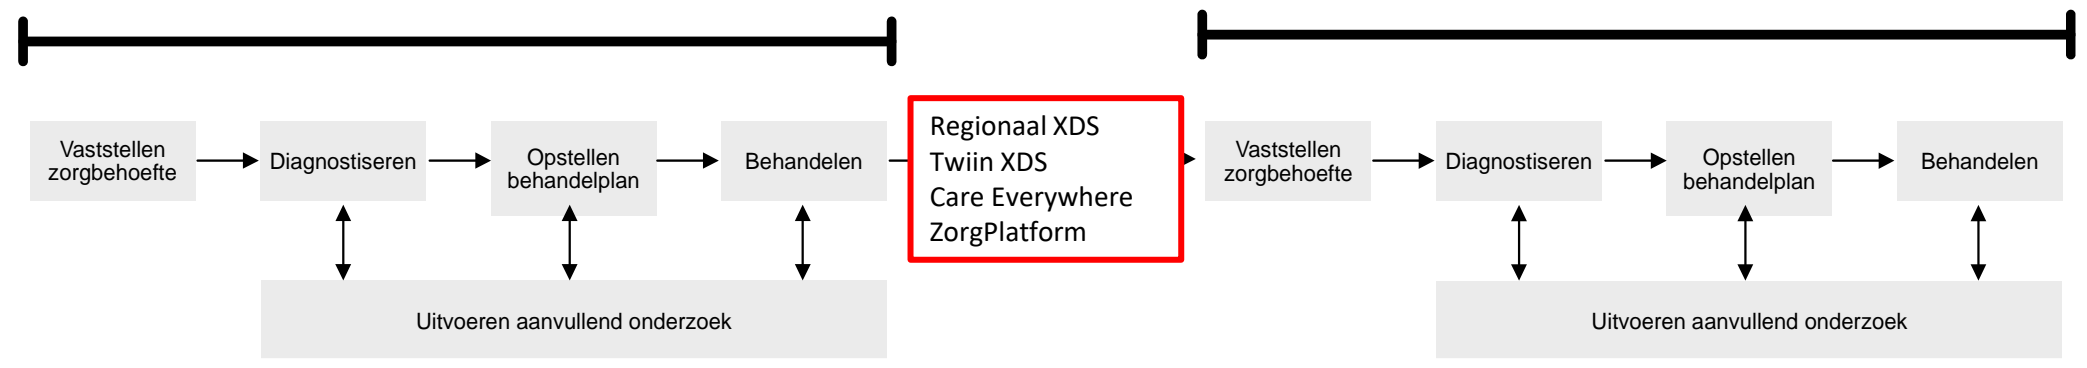 Vaststellen
zorgbehoefte
Diagnostiseren
Opstellen
behandelplan
Behandelen
Uitvoeren aanvullend onderzoek
Regionaal XDS
Twiin XDS
Care Everywhere
ZorgPlatform
Vaststellen
zorgbehoefte
Diagnostiseren
Opstellen
behandelplan
Behandelen
Uitvoeren aanvullend onderzoek